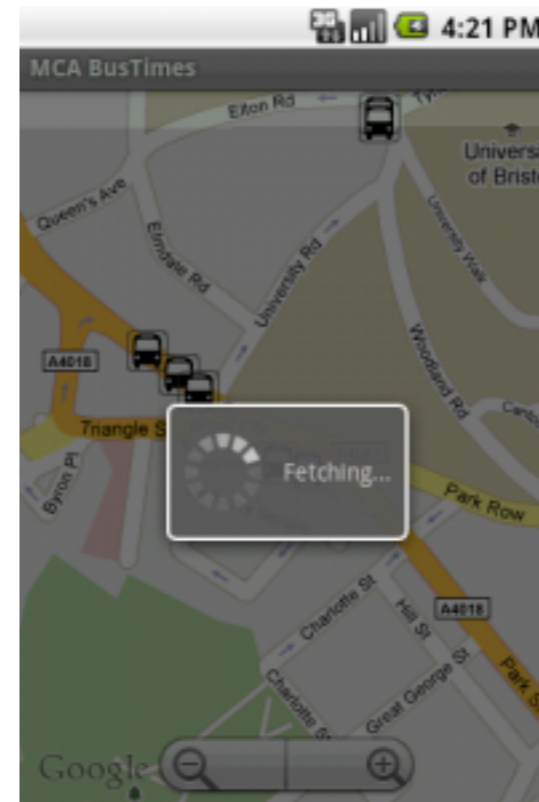 3G 4:21 PM
MCA BusTimes
Elton Rd
Univers
of Brist
Queen's Ave
Elmdale Rd
University Rd
University Walk
Woodland Rd
A4018
Triangle S
Fetching...
Byron Pl
Park Row
Charlotte St
Hill St
A4018
Park S
Charlotte St
Great George St
Google